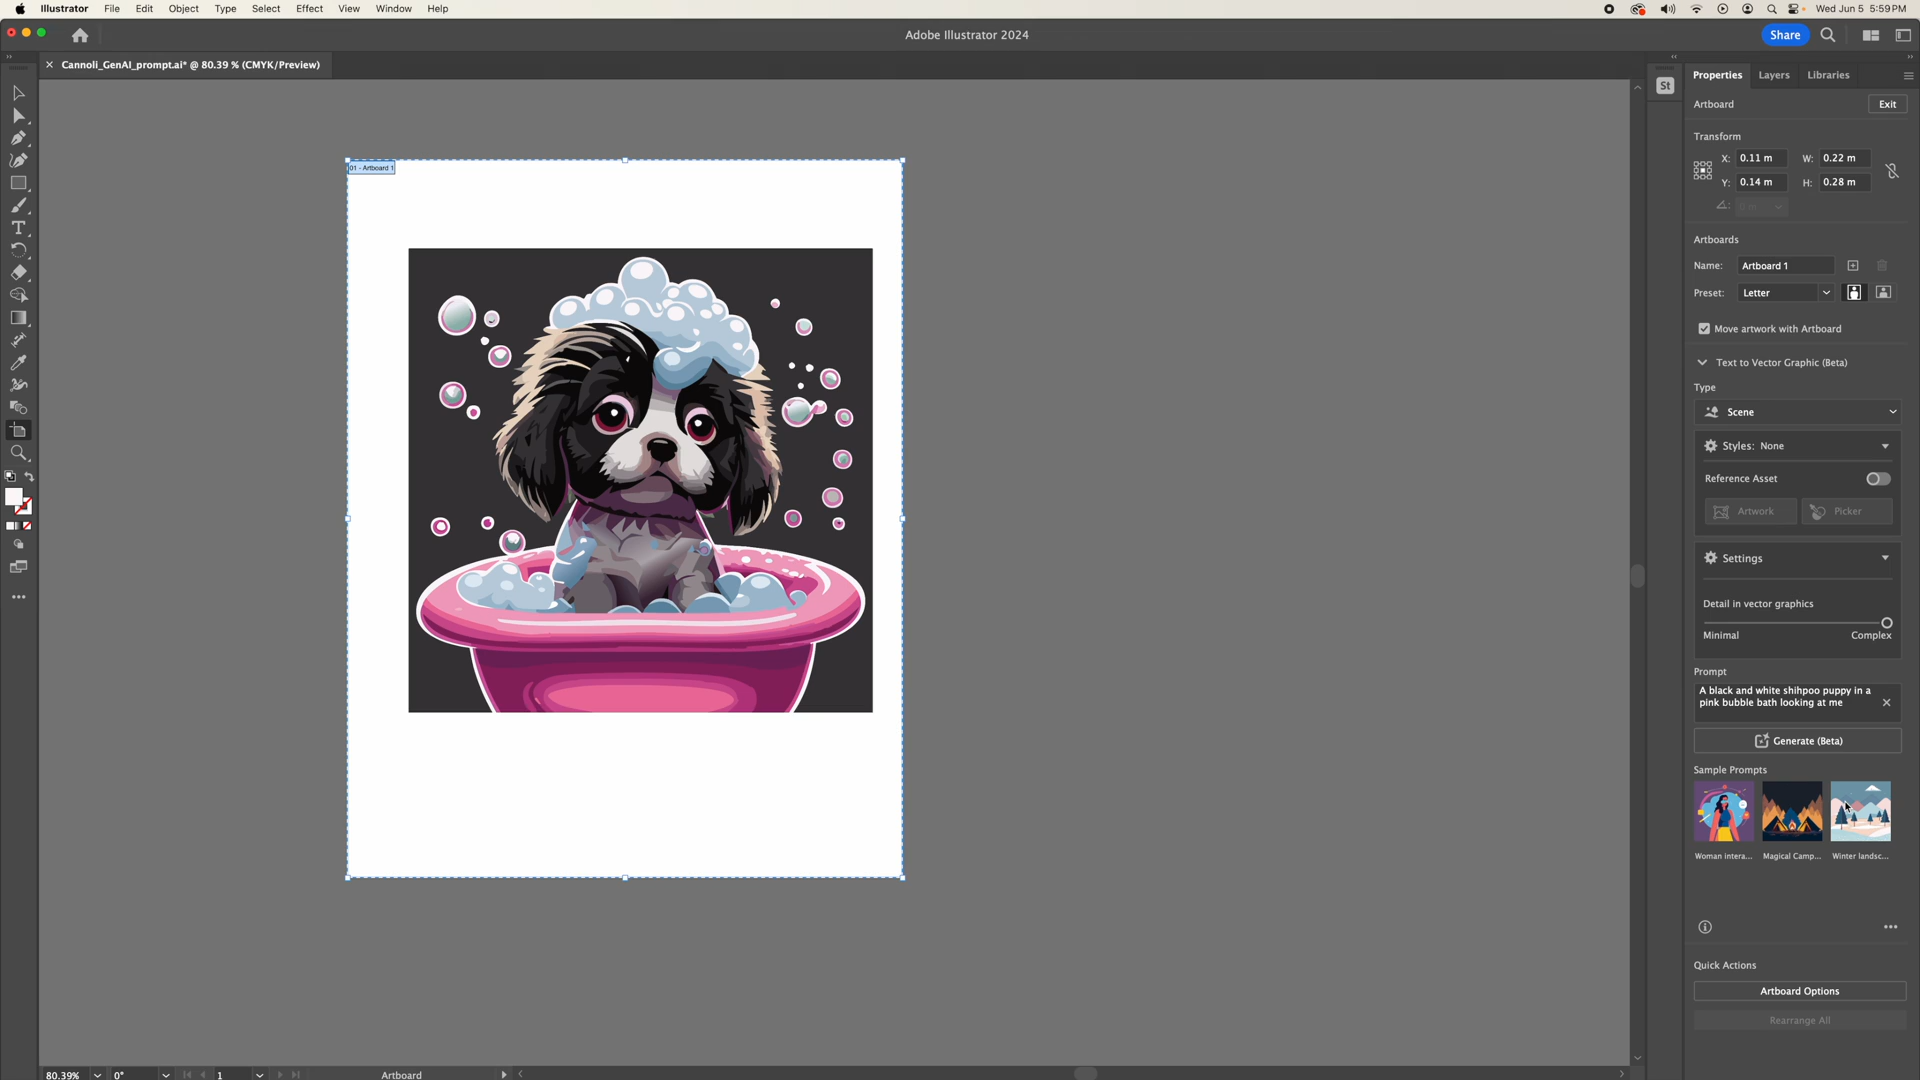 Illustrator File Edit Object Type Select Effect View Window Help
Wed Jun 5 5:59 PM
Adobe Illustrator 2024
Share
× Cannoli_GenAI_prompt.ai* @ 80.39 % (CMYK/Preview)
St
Properties Layers Libraries
Artboard Exit
Transform
X: 0.11 m W: 0.22 m
Y: 0.14 m H: 0.28 m
01 - Artboard 1
Artboards
Name: Artboard 1
Preset: Letter
Move artwork with Artboard
Text to Vector Graphic (Beta)
Type
Scene
Styles: None
Reference Asset
Artwork Picker
Settings
Detail in vector graphics
Minimal Complex
Prompt
A black and white shihpoo puppy in a
pink bubble bath looking at me
Generate (Beta)
Sample Prompts
Woman intera... Magical Camp... Winter landsc...
Quick Actions
Artboard Options
Rearrange All
80.39% 0° 1 Artboard